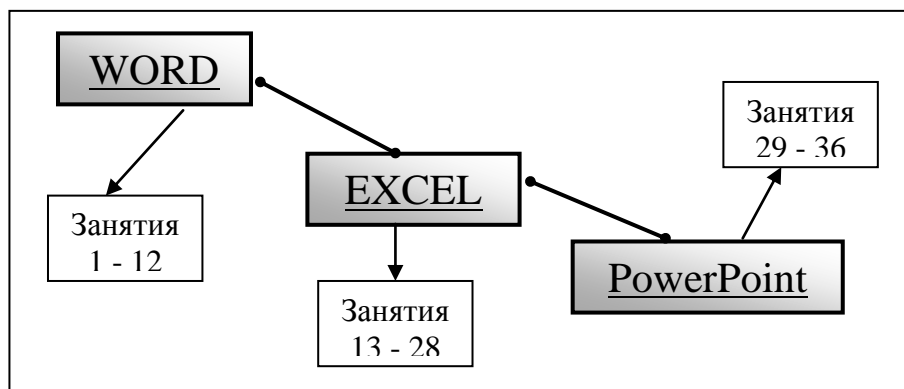 WORD
Занятия
1 - 12
EXCEL
Занятия
13 - 28
PowerPoint
Занятия
29 - 36